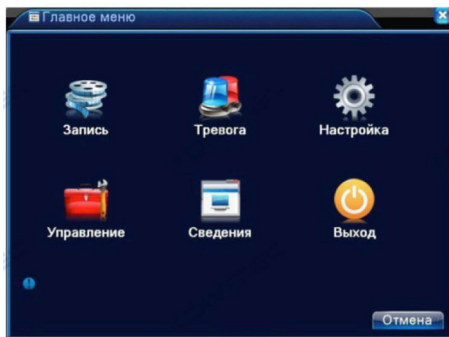 Главное меню
Запись
Тревога
Настройка
Управление
Сведения
Выход
Отмена